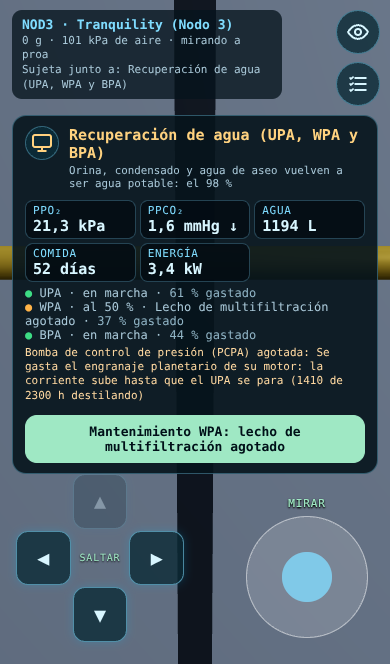 NOD3 · Tranquility (Nodo 3)
0 g · 101 kPa de aire · mirando a
proa
Sujeta junto a: Recuperación de agua
(UPA, WPA y BPA)
Recuperación de agua (UPA, WPA y
BPA)
Orina, condensado y agua de aseo vuelven a
ser agua potable: el 98 %
PPO₂
21,3 kPa
PPCO₂
1,6 mmHg ↓
AGUA
1194 L
COMIDA
52 días
ENERGÍA
3,4 kW
● UPA · en marcha · 61 % gastado
● WPA · al 50 % · Lecho de multifiltración
agotado · 37 % gastado
● BPA · en marcha · 44 % gastado
Bomba de control de presión (PCPA) agotada: Se
gasta el engranaje planetario de su motor: la
corriente sube hasta que el UPA se para (1410 de
2300 h destilando)
Mantenimiento WPA: lecho de
multifiltración agotado
▲
MIRAR
◀ SALTAR ▶
▼